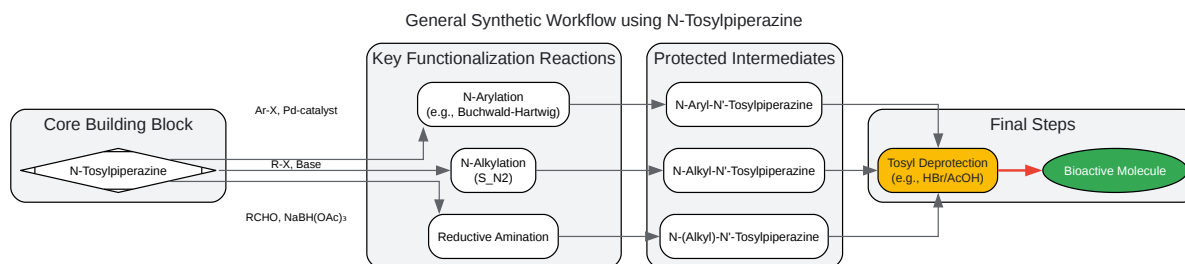 General Synthetic Workflow using N-Tosylpiperazine
Core Building Block
N-Tosylpiperazine
Ar-X, Pd-catalyst
R-X, Base
RCHO, NaBH(OAc)₃
Key Functionalization Reactions
N-Arylation
(e.g., Buchwald-Hartwig)
N-Alkylation
(S_N2)
Reductive Amination
Protected Intermediates
N-Aryl-N'-Tosylpiperazine
N-Alkyl-N'-Tosylpiperazine
N-(Alkyl)-N'-Tosylpiperazine
Final Steps
Tosyl Deprotection
(e.g., HBr/AcOH)
Bioactive Molecule